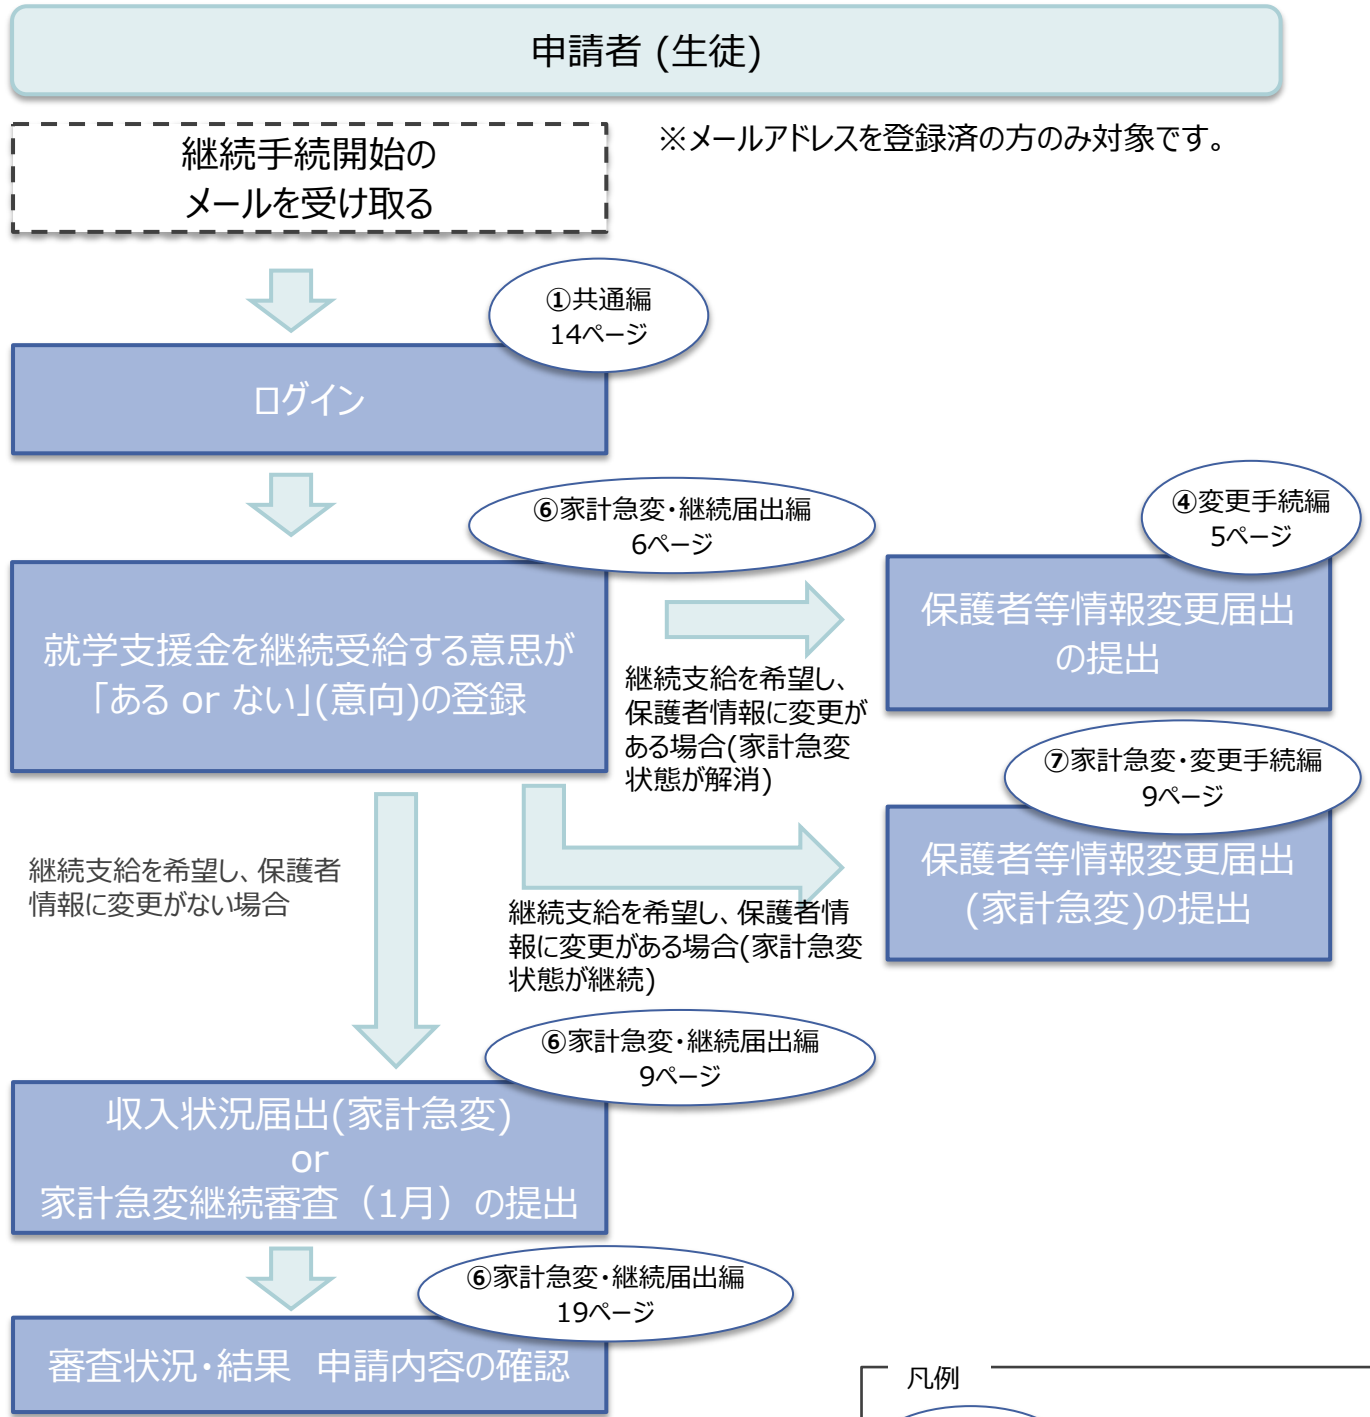 申請者 (生徒)
継続手続開始の
メールを受け取る
※メールアドレスを登録済の方のみ対象です。
①共通編
14ページ
ログイン
⑥家計急変・継続届出編
6ページ
④変更手続編
5ページ
就学支援金を継続受給する意思が
「ある or ない」(意向)の登録
保護者等情報変更届出
の提出
継続支給を希望し、
保護者情報に変更が
ある場合(家計急変
状態が解消)
⑦家計急変・変更手続編
9ページ
保護者等情報変更届出
(家計急変)の提出
継続支給を希望し、保護者
情報に変更がない場合
継続支給を希望し、保護者情
報に変更がある場合(家計急変
状態が継続)
⑥家計急変・継続届出編
9ページ
収入状況届出(家計急変)
or
家計急変継続審査（1月）の提出
⑥家計急変・継続届出編
19ページ
審査状況・結果　申請内容の確認
凡例